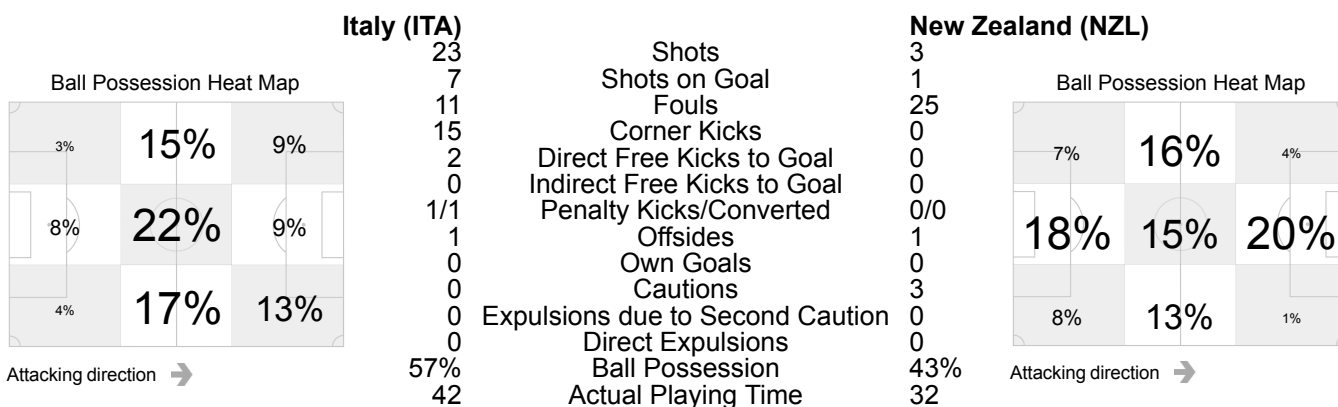 Italy (ITA) New Zealand (NZL)
23 Shots 3
7 Shots on Goal 1
11 Fouls 25
15 Corner Kicks 0
2 Direct Free Kicks to Goal 0
0 Indirect Free Kicks to Goal 0
1/1 Penalty Kicks/Converted 0/0
1 Offsides 1
0 Own Goals 0
0 Cautions 3
0 Expulsions due to Second Caution 0
0 Direct Expulsions 0
57% Ball Possession 43%
42 Actual Playing Time 32
Ball Possession Heat Map
3% 15% 9%
8% 22% 9%
4% 17% 13%
Attacking direction
Ball Possession Heat Map
7% 16% 4%
18% 15% 20%
8% 13% 1%
Attacking direction